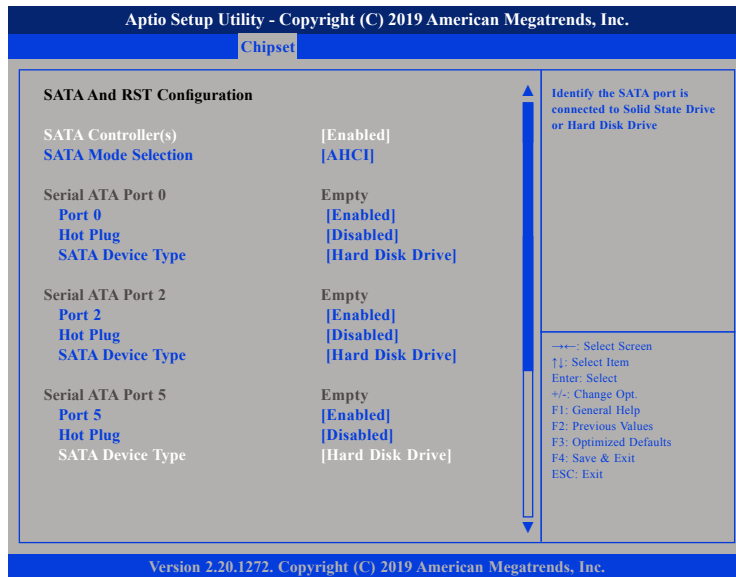 Aptio Setup Utility - Copyright (C) 2019 American Megatrends, Inc.
Chipset
SATA And RST Configuration
SATA Controller(s) [Enabled]
SATA Mode Selection [AHCI]
Serial ATA Port 0 Empty
Port 0 [Enabled]
Hot Plug [Disabled]
SATA Device Type [Hard Disk Drive]
Serial ATA Port 2 Empty
Port 2 [Enabled]
Hot Plug [Disabled]
SATA Device Type [Hard Disk Drive]
Serial ATA Port 5 Empty
Port 5 [Enabled]
Hot Plug [Disabled]
SATA Device Type [Hard Disk Drive]
Identify the SATA port is
connected to Solid State Drive
or Hard Disk Drive
→←: Select Screen
↑↓: Select Item
Enter: Select
+/-: Change Opt.
F1: General Help
F2: Previous Values
F3: Optimized Defaults
F4: Save & Exit
ESC: Exit
Version 2.20.1272. Copyright (C) 2019 American Megatrends, Inc.